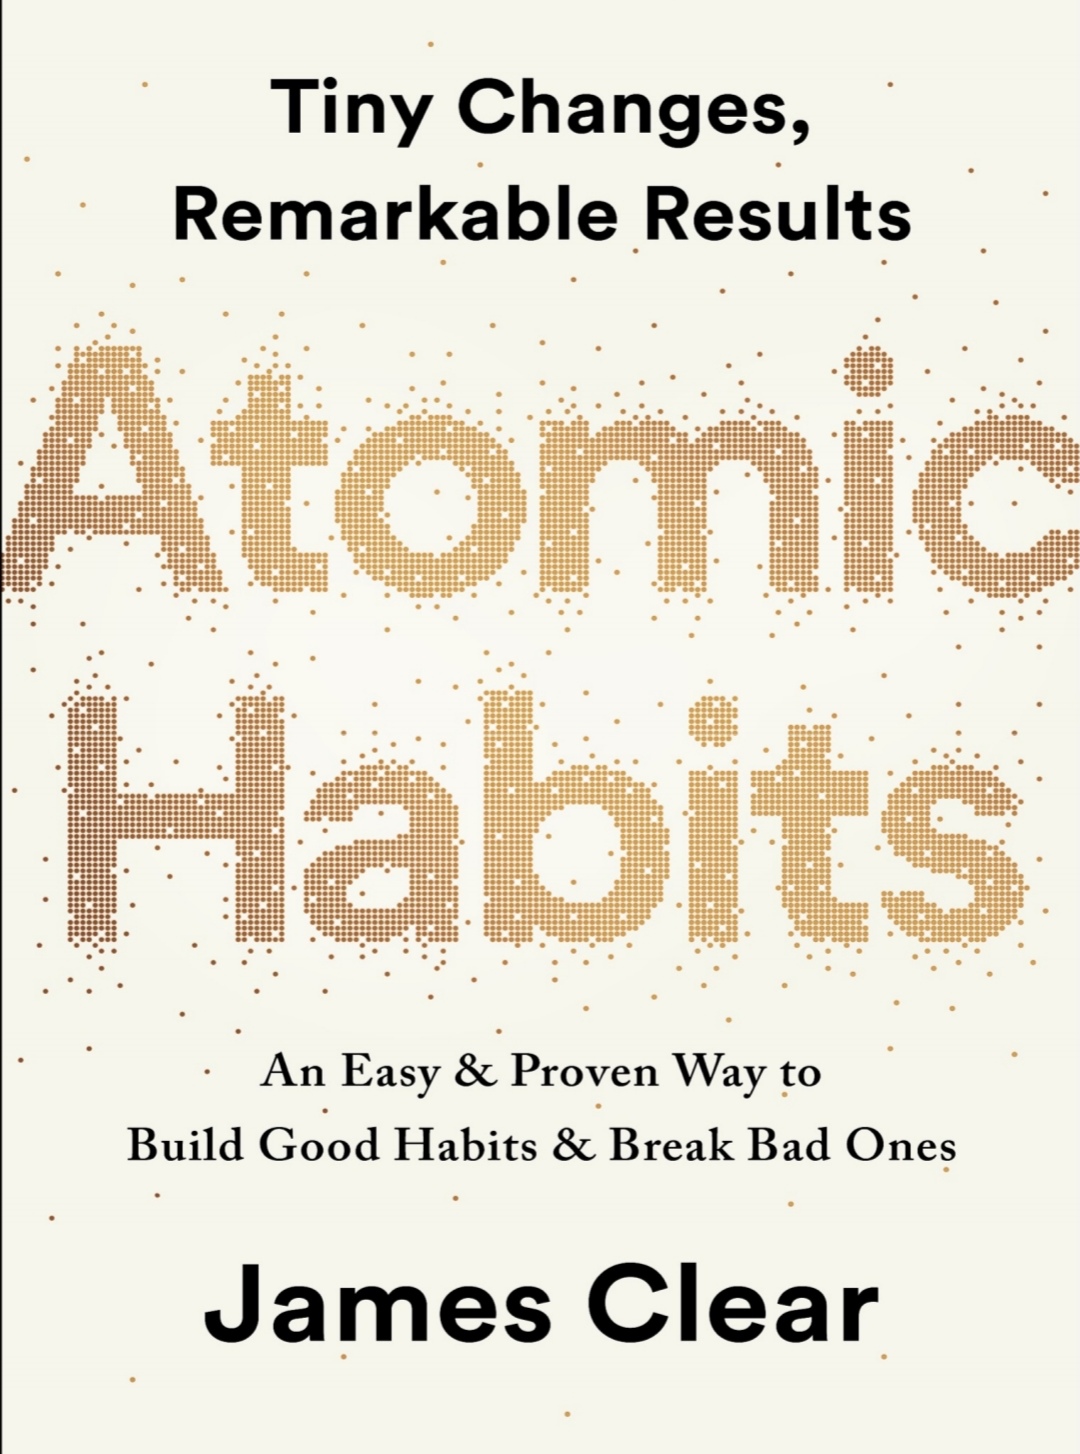 Tiny Changes,
Remarkable Results
Atomic
Habits
An Easy & Proven Way to
Build Good Habits & Break Bad Ones
James Clear